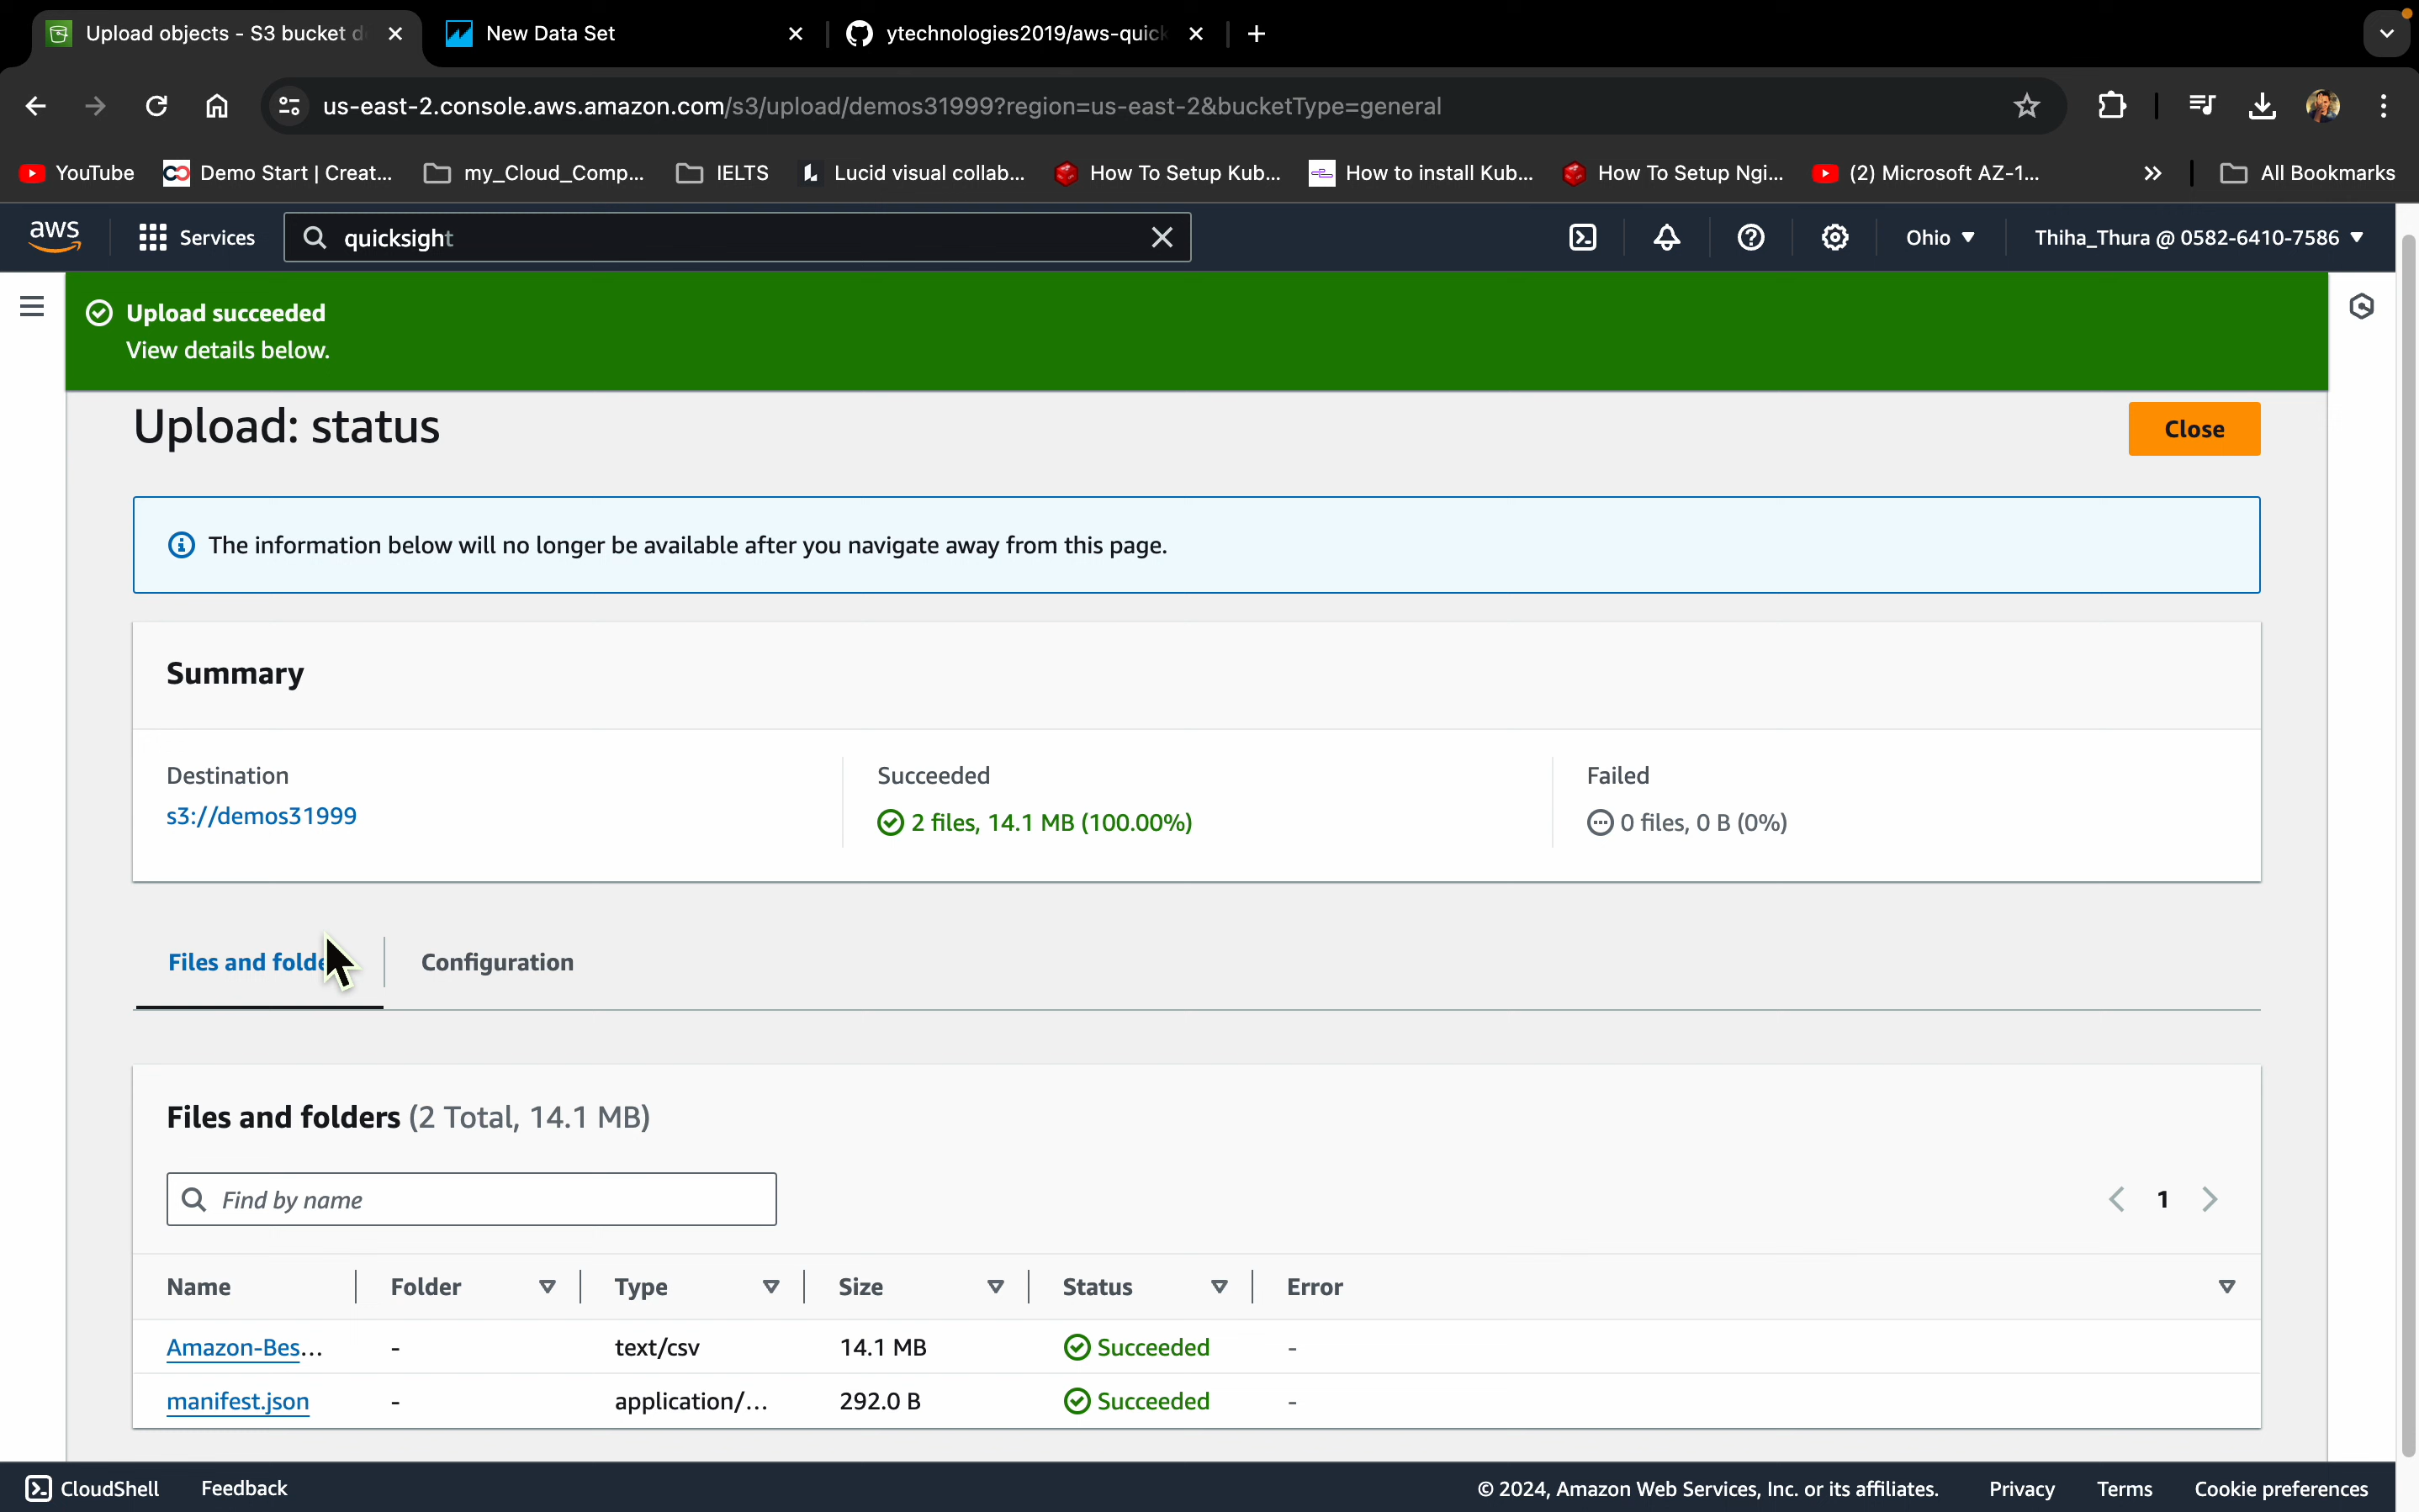 Upload objects - S3 bucket d
New Data Set
ytechnologies2019/aws-quick
us-east-2.console.aws.amazon.com/s3/upload/demos31999?region=us-east-2&bucketType=general
YouTube
Demo Start | Creat...
my_Cloud_Comp...
IELTS
Lucid visual collab...
How To Setup Kub...
How to install Kub...
How To Setup Ngi...
(2) Microsoft AZ-1...
All Bookmarks
aws
Services
quicksight
Ohio
Thiha_Thura @ 0582-6410-7586
Upload succeeded
View details below.
Upload: status
Close
The information below will no longer be available after you navigate away from this page.
Summary
Destination
s3://demos31999
Succeeded
2 files, 14.1 MB (100.00%)
Failed
0 files, 0 B (0%)
Files and folde
Configuration
Files and folders (2 Total, 14.1 MB)
Find by name
1
Name Folder Type Size Status Error
Amazon-Bes... - text/csv 14.1 MB Succeeded -
manifest.json - application/... 292.0 B Succeeded -
CloudShell
Feedback
© 2024, Amazon Web Services, Inc. or its affiliates.
Privacy
Terms
Cookie preferences